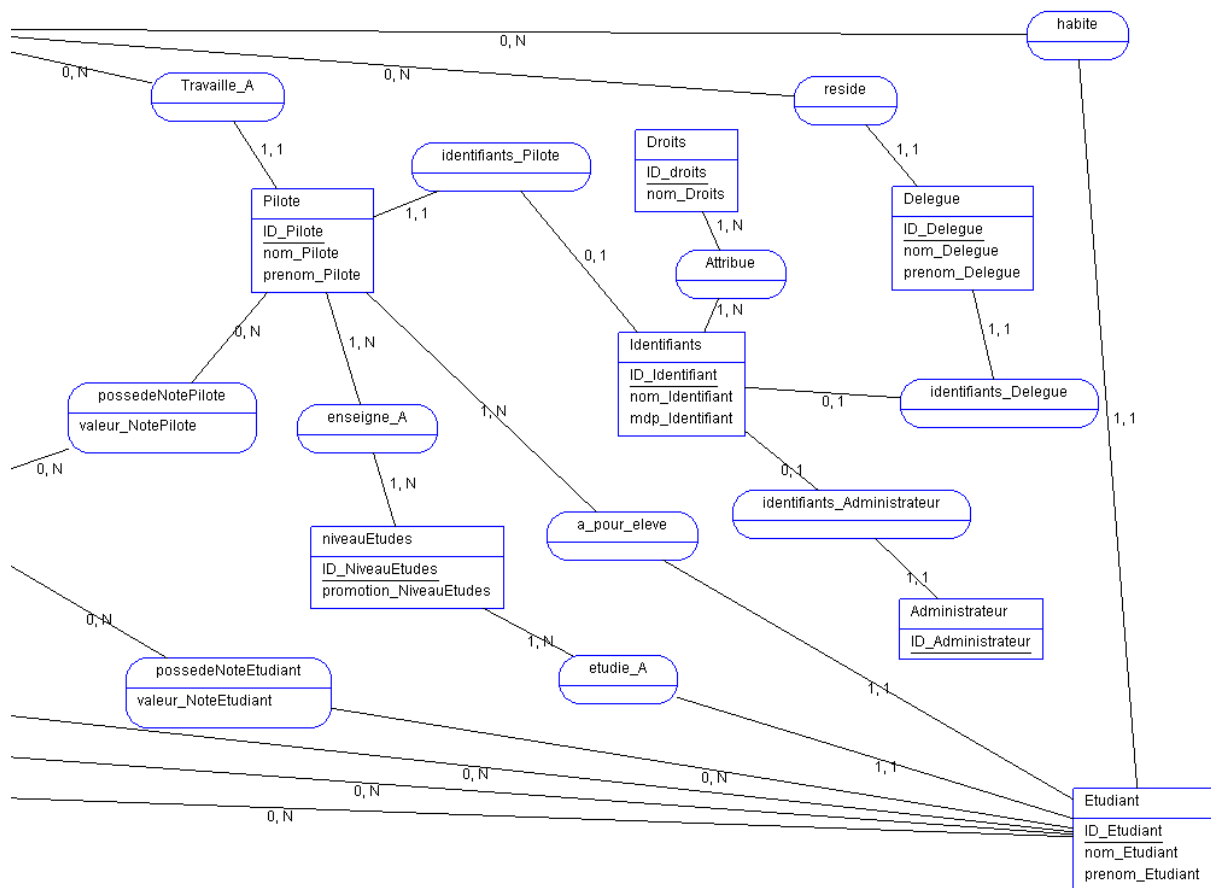 habite
0, N
0, N
0, N
Travaille_A
reside
1, 1
identifiants_Pilote
Droits
ID_droits
nom_Droits
1, 1
Pilote
ID_Pilote
nom_Pilote
prenom_Pilote
1, 1
Delegue
ID_Delegue
nom_Delegue
prenom_Delegue
1, N
0, 1
Attribue
1, N
0, N
1, N
Identifiants
ID_Identifiant
nom_Identifiant
mdp_Identifiant
1, 1
possedeNotePilote
valeur_NotePilote
enseigne_A
1, N
0, 1
identifiants_Delegue
1, 1
0, N
1, N
0, 1
identifiants_Administrateur
a_pour_eleve
niveauEtudes
ID_NiveauEtudes
promotion_NiveauEtudes
1, 1
Administrateur
ID_Administrateur
0, N
1, N
possedeNoteEtudiant
valeur_NoteEtudiant
etudie_A
1, 1
1, 1
0, N
0, N
0, N
0, N
Etudiant
ID_Etudiant
nom_Etudiant
prenom_Etudiant